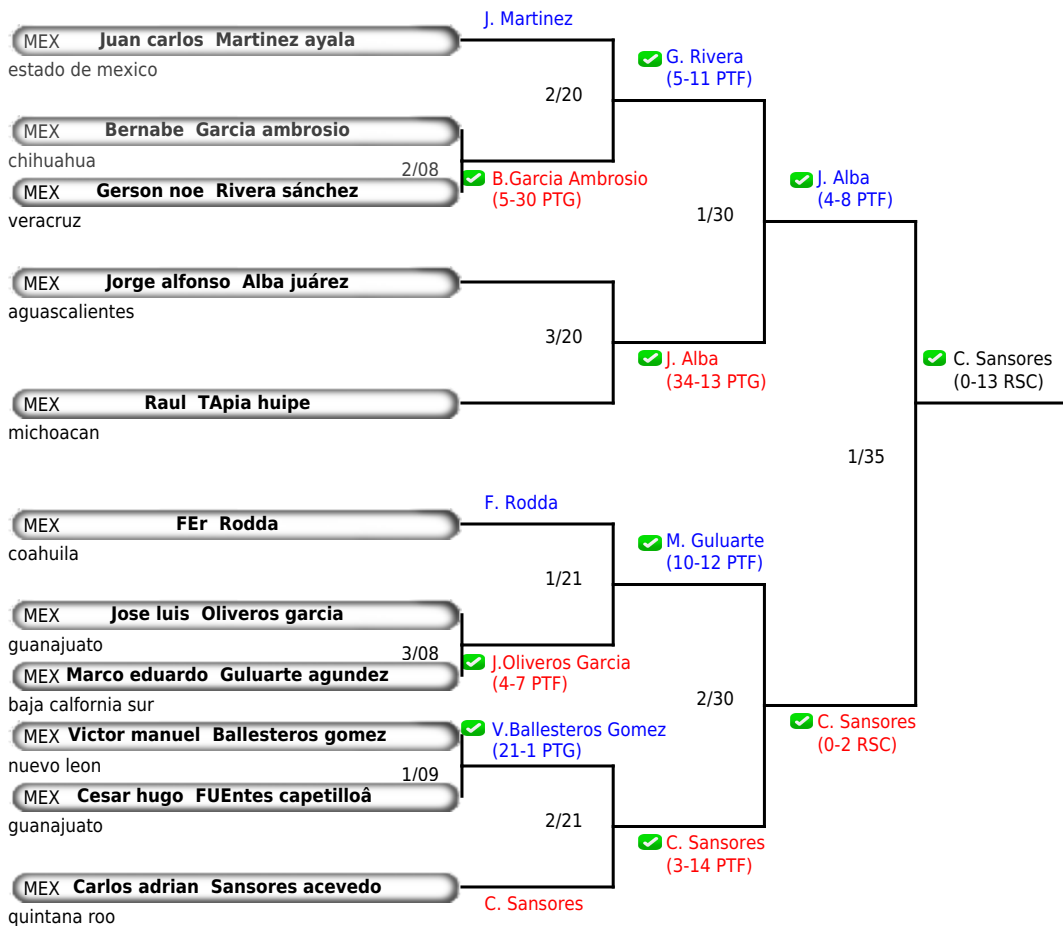 J. Martinez
MEX Juan carlos Martinez ayala
estado de mexico
G. Rivera
(5-11 PTF)
2/20
MEX Bernabe Garcia ambrosio
chihuahua
2/08
MEX Gerson noe Rivera sánchez
veracruz
B.Garcia Ambrosio
(5-30 PTG)
J. Alba
(4-8 PTF)
1/30
MEX Jorge alfonso Alba juárez
aguascalientes
3/20
J. Alba
(34-13 PTG)
C. Sansores
(0-13 RSC)
MEX Raul TApia huipe
michoacan
1/35
F. Rodda
MEX FEr Rodda
coahuila
M. Guluarte
(10-12 PTF)
1/21
MEX Jose luis Oliveros garcia
guanajuato
3/08
MEX Marco eduardo Guluarte agundez
baja calfornia sur
J.Oliveros Garcia
(4-7 PTF)
2/30
C. Sansores
(0-2 RSC)
MEX Victor manuel Ballesteros gomez
nuevo leon
V.Ballesteros Gomez
(21-1 PTG)
1/09
MEX Cesar hugo FUEntes capetilloâ
guanajuato
2/21
C. Sansores
(3-14 PTF)
MEX Carlos adrian Sansores acevedo
quintana roo
C. Sansores